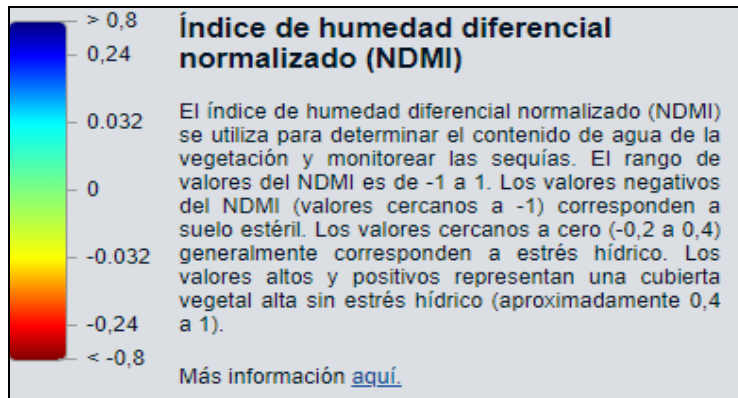 > 0,8
0,24
0.032
0
-0.032
-0,24
< -0,8
Índice de humedad diferencial
normalizado (NDMI)
El índice de humedad diferencial normalizado (NDMI)
se utiliza para determinar el contenido de agua de la
vegetación y monitorear las sequías. El rango de
valores del NDMI es de -1 a 1. Los valores negativos
del NDMI (valores cercanos a -1) corresponden a
suelo estéril. Los valores cercanos a cero (-0,2 a 0,4)
generalmente corresponden a estrés hídrico. Los
valores altos y positivos representan una cubierta
vegetal alta sin estrés hídrico (aproximadamente 0,4
a 1).
Más información aquí.